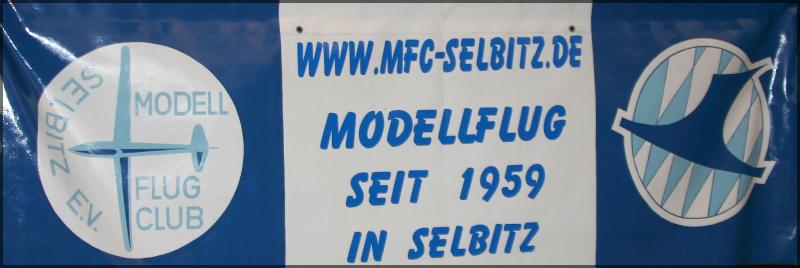 SELBITZ E.V.
MODELL
FLUG
CLUB
WWW.MFC-SELBITZ.DE
MODELLFLUG
SEIT 1959
IN SELBITZ